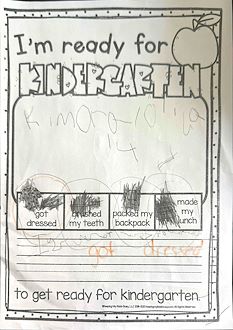 I'm ready for
KINDERGARTEN
got dressed
brushed my teeth
packed my backpack
made my lunch
I got dressed
to get ready for kindergarten.